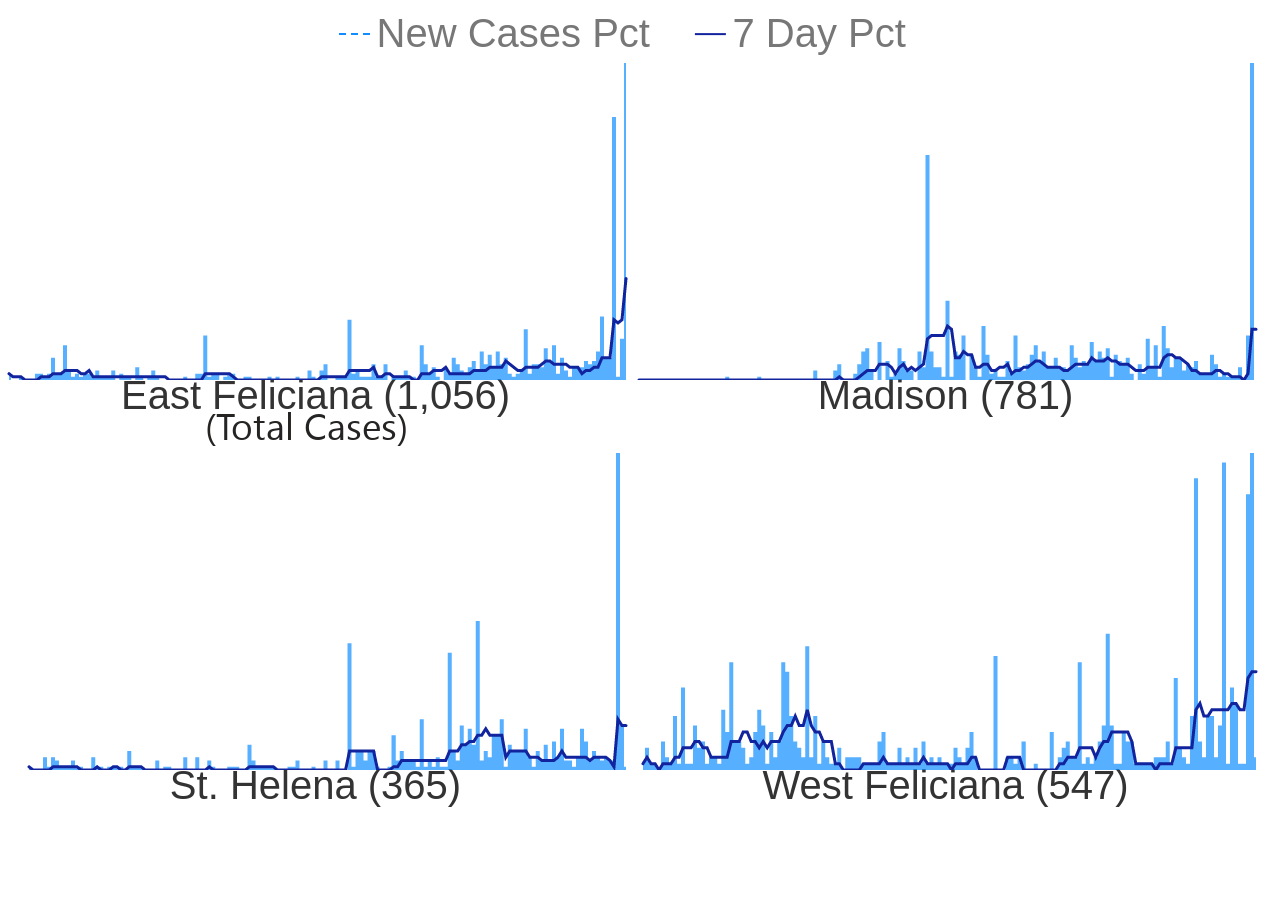 New Cases Pct 7 Day Pct
East Feliciana (1,056) Madison (781)
(Total Cases)
St. Helena (365) West Feliciana (547)